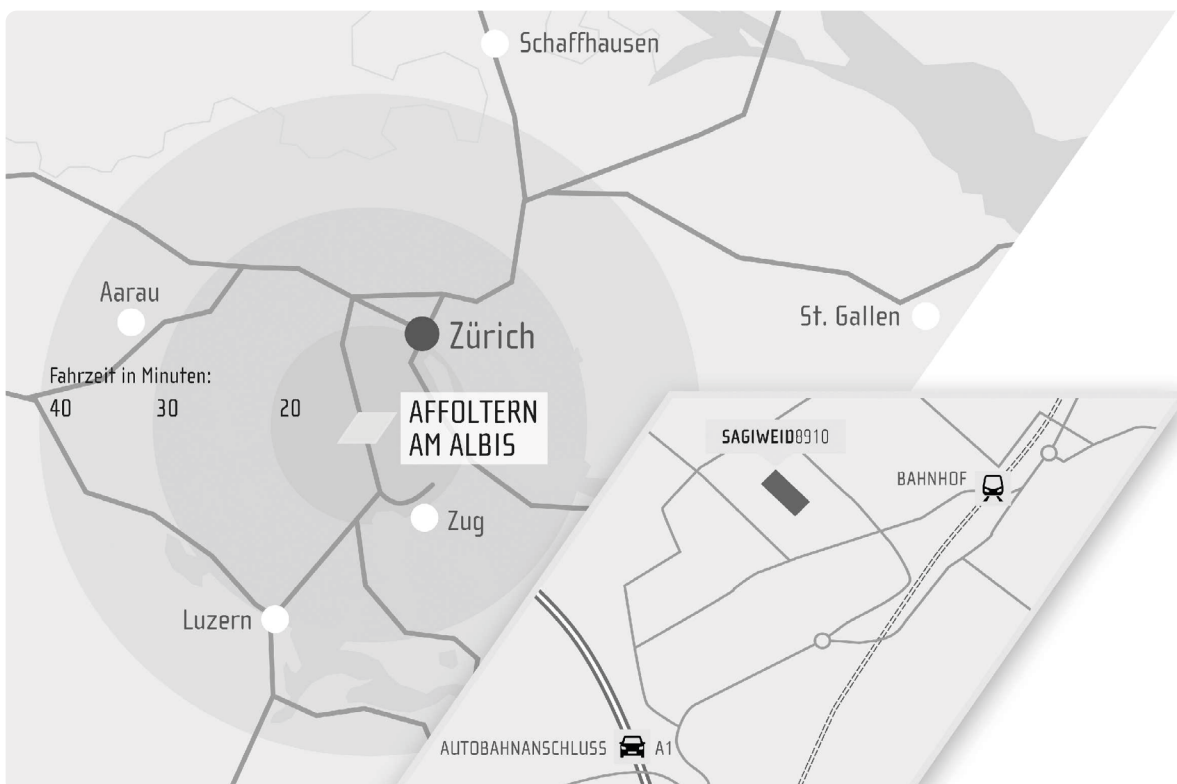 Schaffhausen
Aarau
Zürich
St. Gallen
Fahrzeit in Minuten:
40 30 20
AFFOLTERN
AM ALBIS
SAGIWEID8910
BAHNHOF
Zug
Luzern
AUTOBAHNANSCHLUSS A1